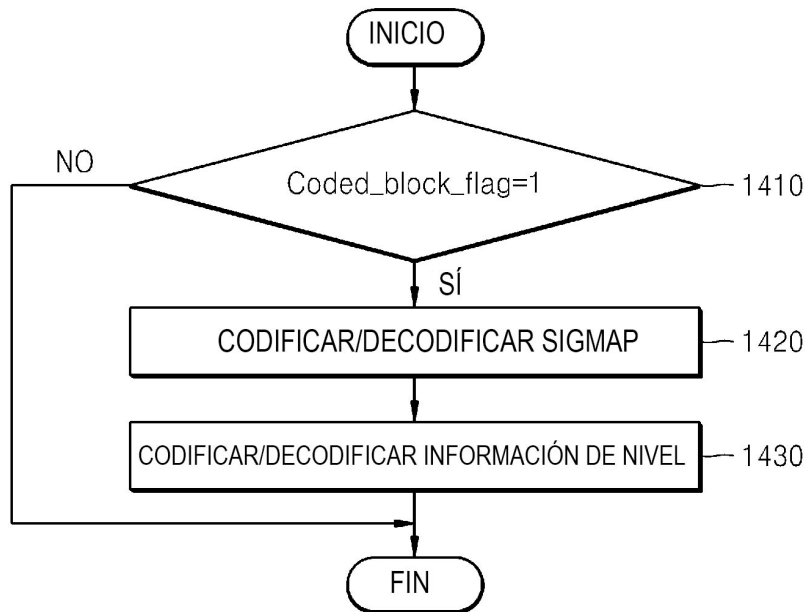 INICIO
NO
Coded_block_flag=1
1410
SÍ
CODIFICAR/DECODIFICAR SIGMAP
1420
CODIFICAR/DECODIFICAR INFORMACIÓN DE NIVEL
1430
FIN